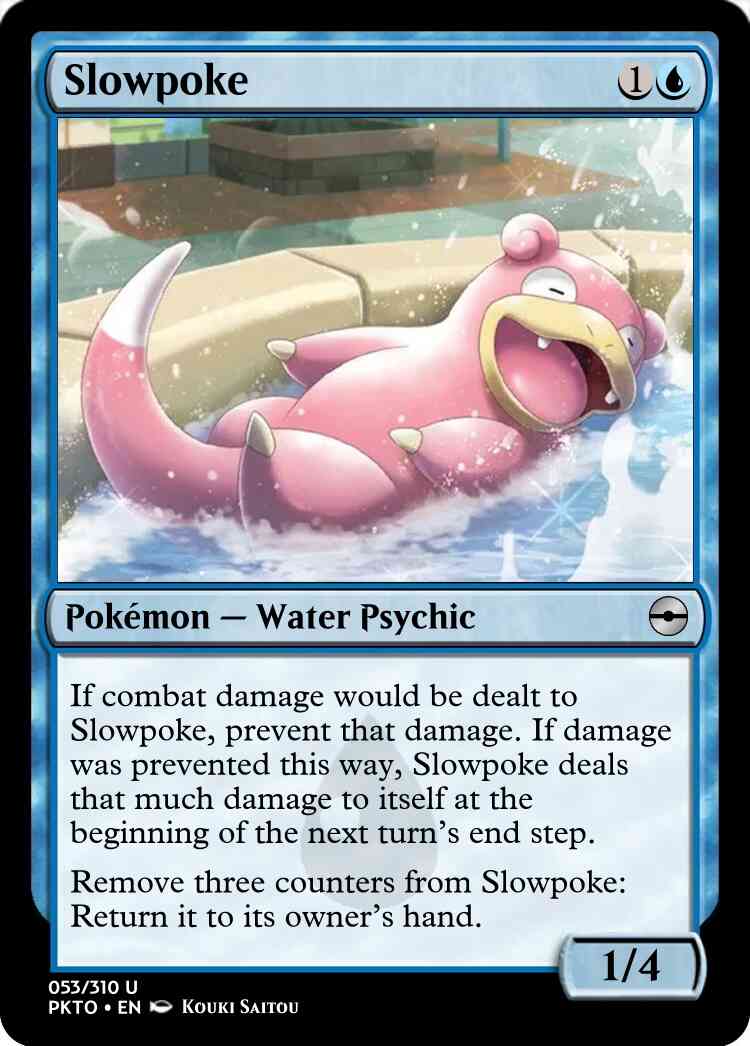 Slowpoke 1
Pokémon — Water Psychic
If combat damage would be dealt to
Slowpoke, prevent that damage. If damage
was prevented this way, Slowpoke deals
that much damage to itself at the
beginning of the next turn's end step.
Remove three counters from Slowpoke:
Return it to its owner's hand.
1/4
053/310 U
PKTO • EN Kouki Saitou